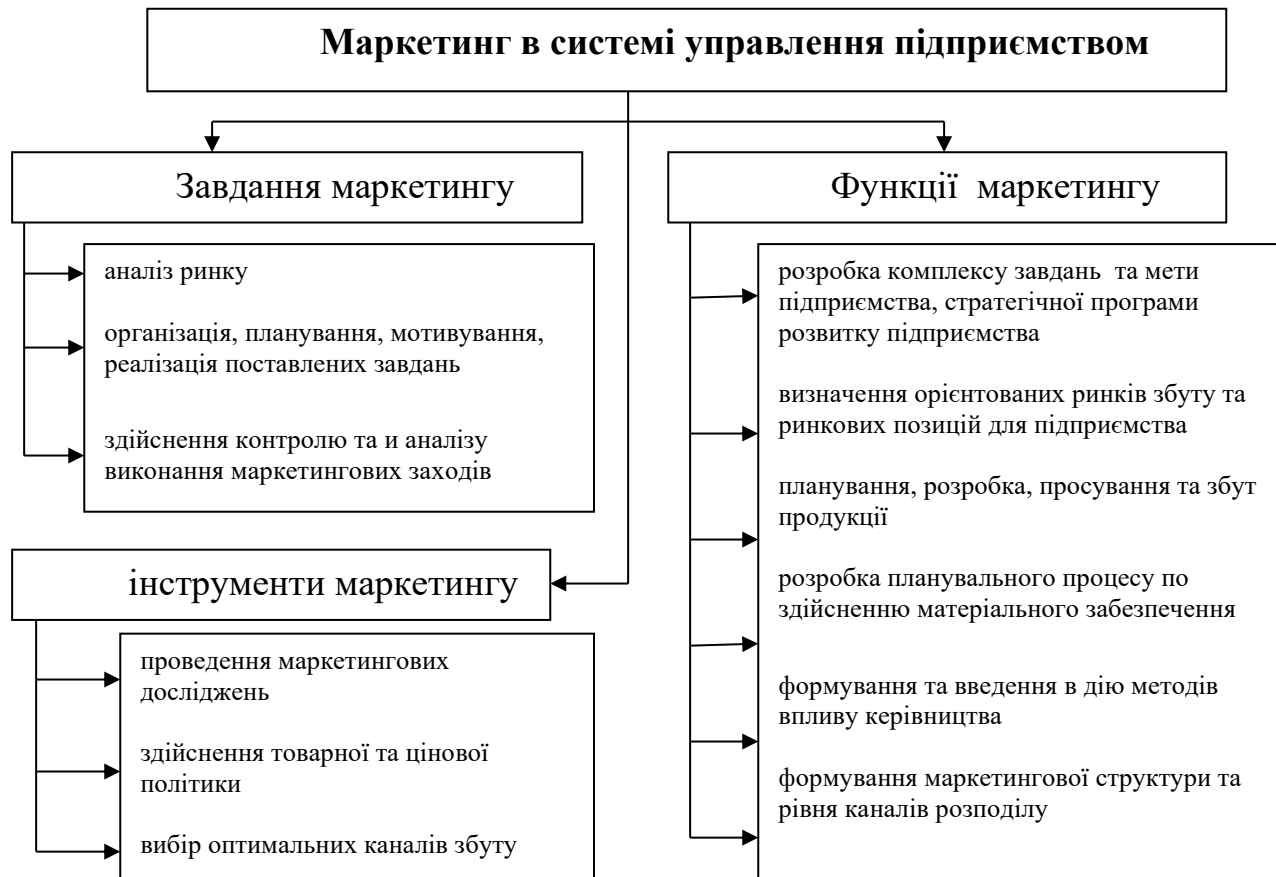 Маркетинг в системі управління підприємством
Завдання маркетингу
аналіз ринку
організація, планування, мотивування,
реалізація поставлених завдань
здійснення контролю та и аналізу
виконання маркетингових заходів
інструменти маркетингу
проведення маркетингових
досліджень
здійснення товарної та цінової
політики
вибір оптимальних каналів збуту
Функції маркетингу
розробка комплексу завдань та мети
підприємства, стратегічної програми
розвитку підприємства
визначення орієнтованих ринків збуту та
ринкових позицій для підприємства
планування, розробка, просування та збут
продукції
розробка планувального процесу по
здійсненню матеріального забезпечення
формування та введення в дію методів
впливу керівництва
формування маркетингової структури та
рівня каналів розподілу